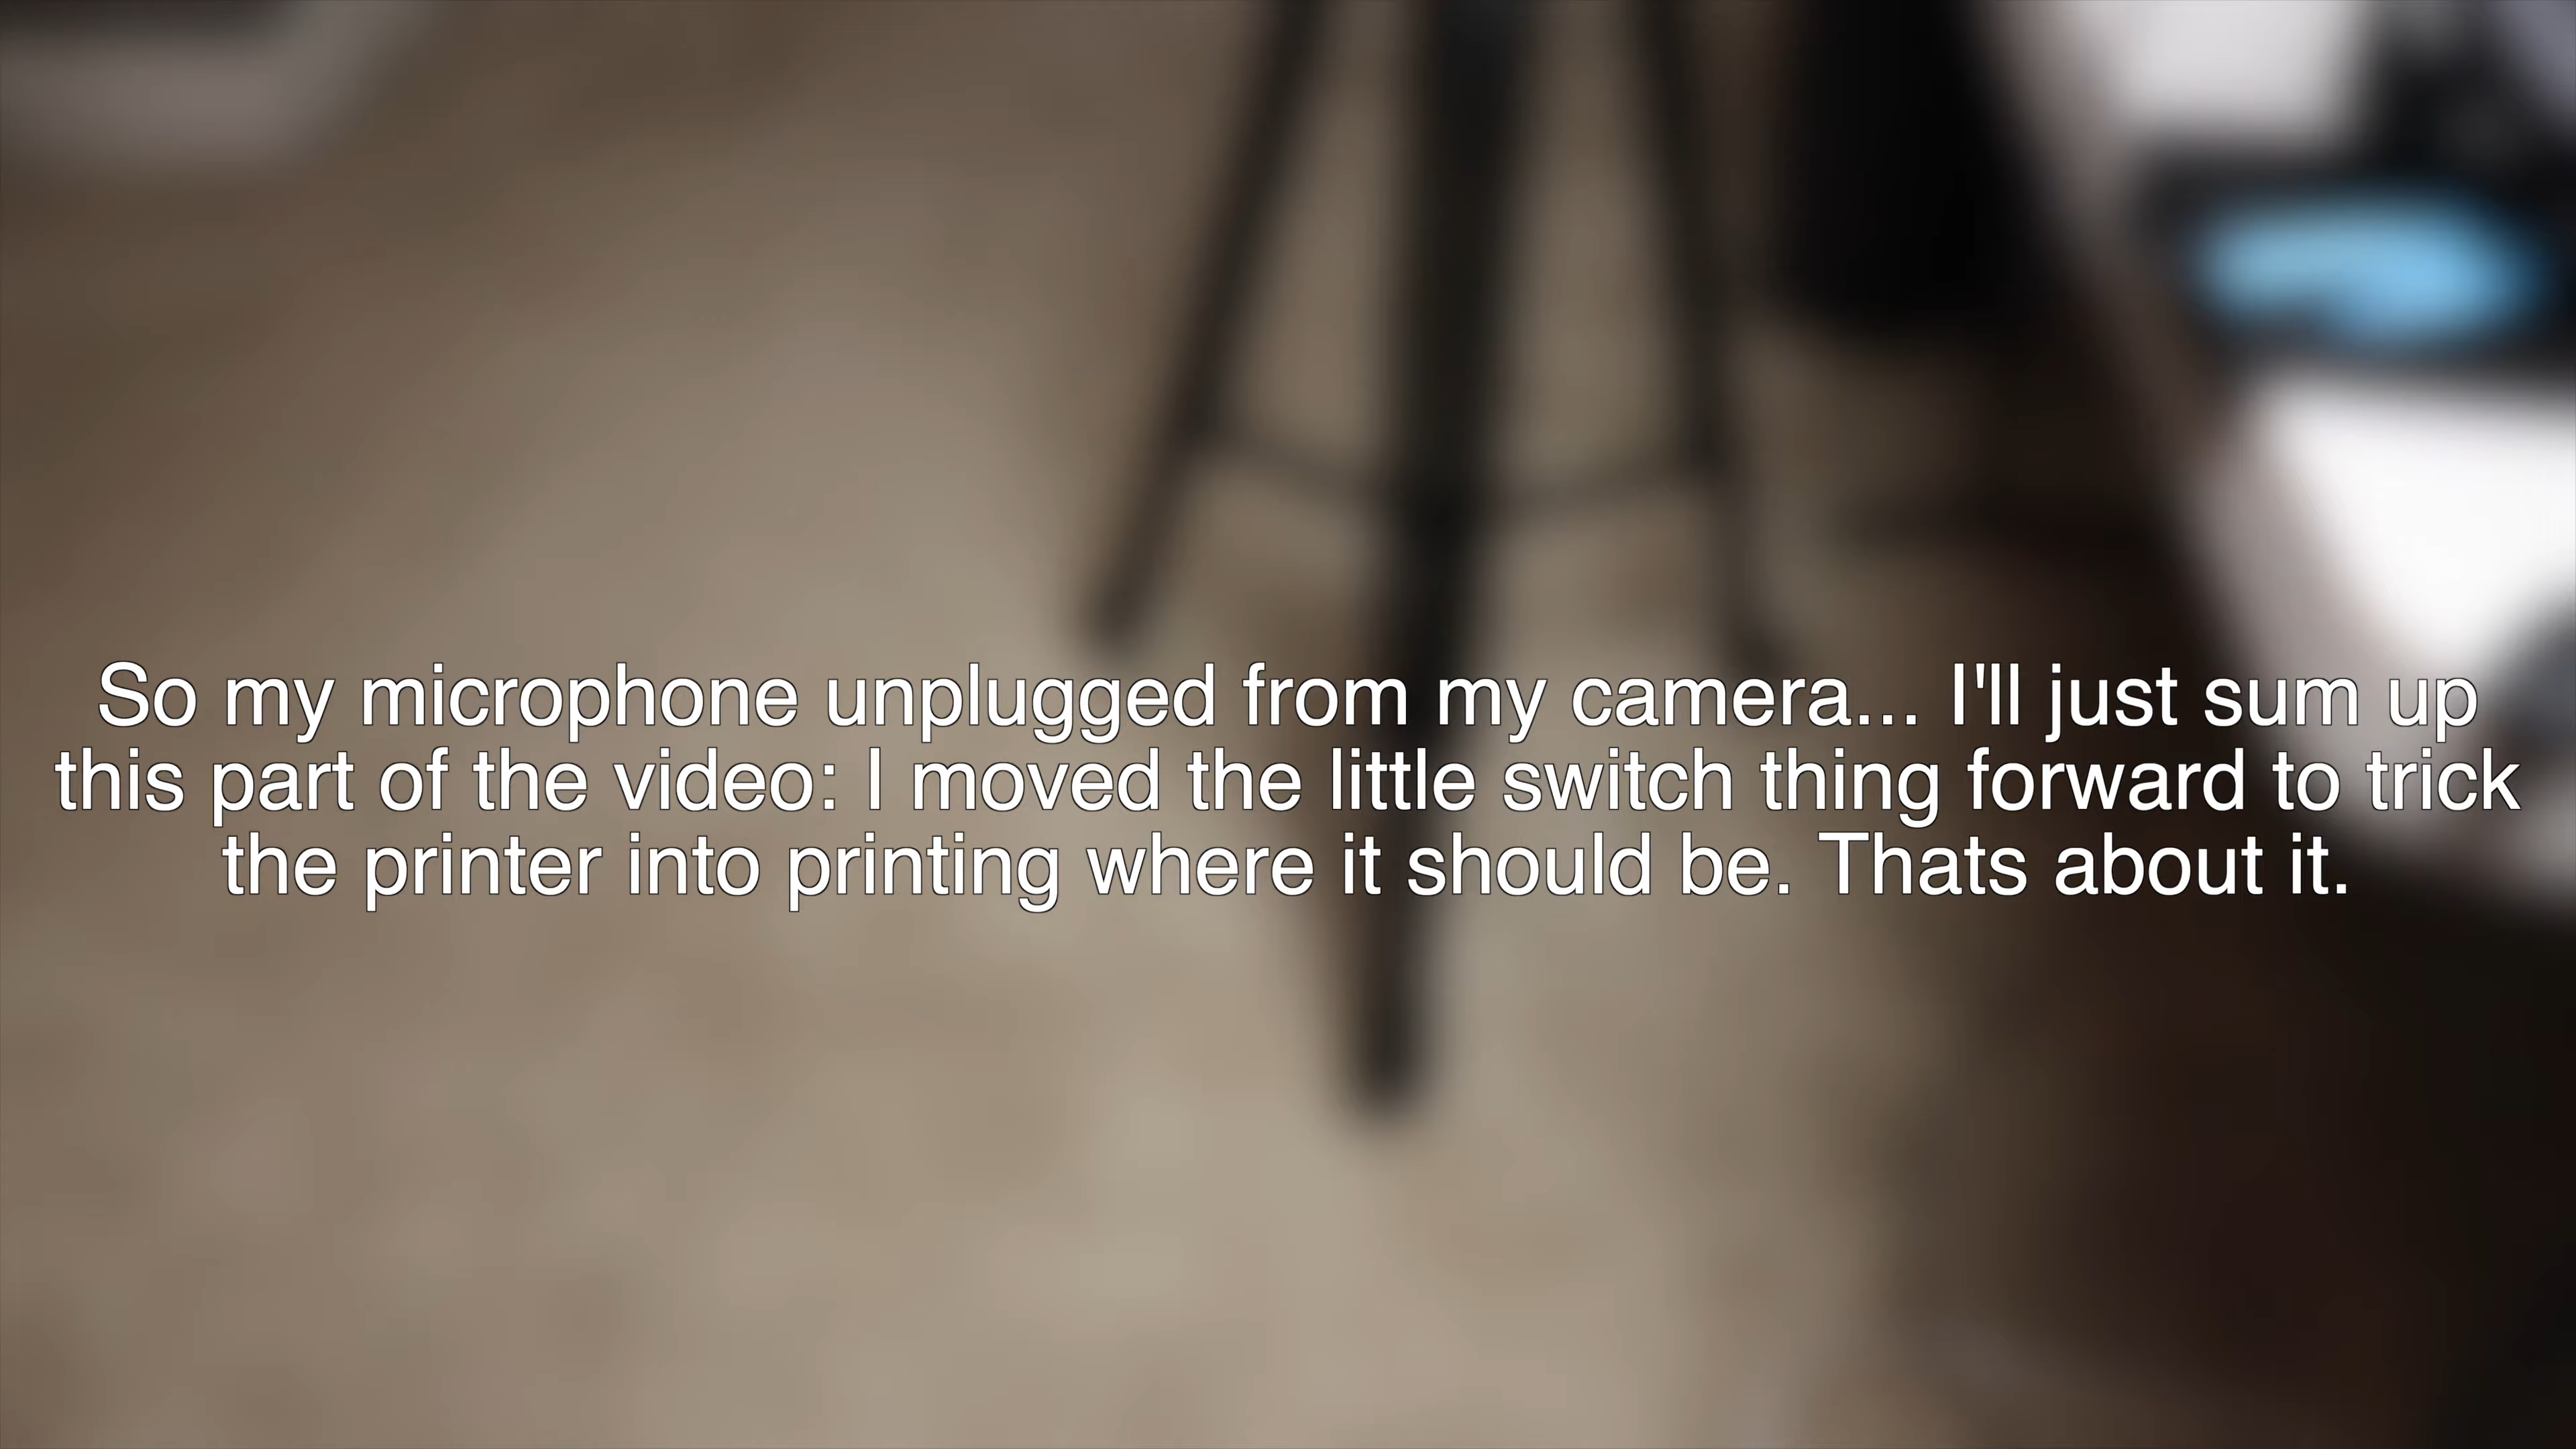 So my microphone unplugged from my camera... I'll just sum up
this part of the video: I moved the little switch thing forward to trick
the printer into printing where it should be. Thats about it.